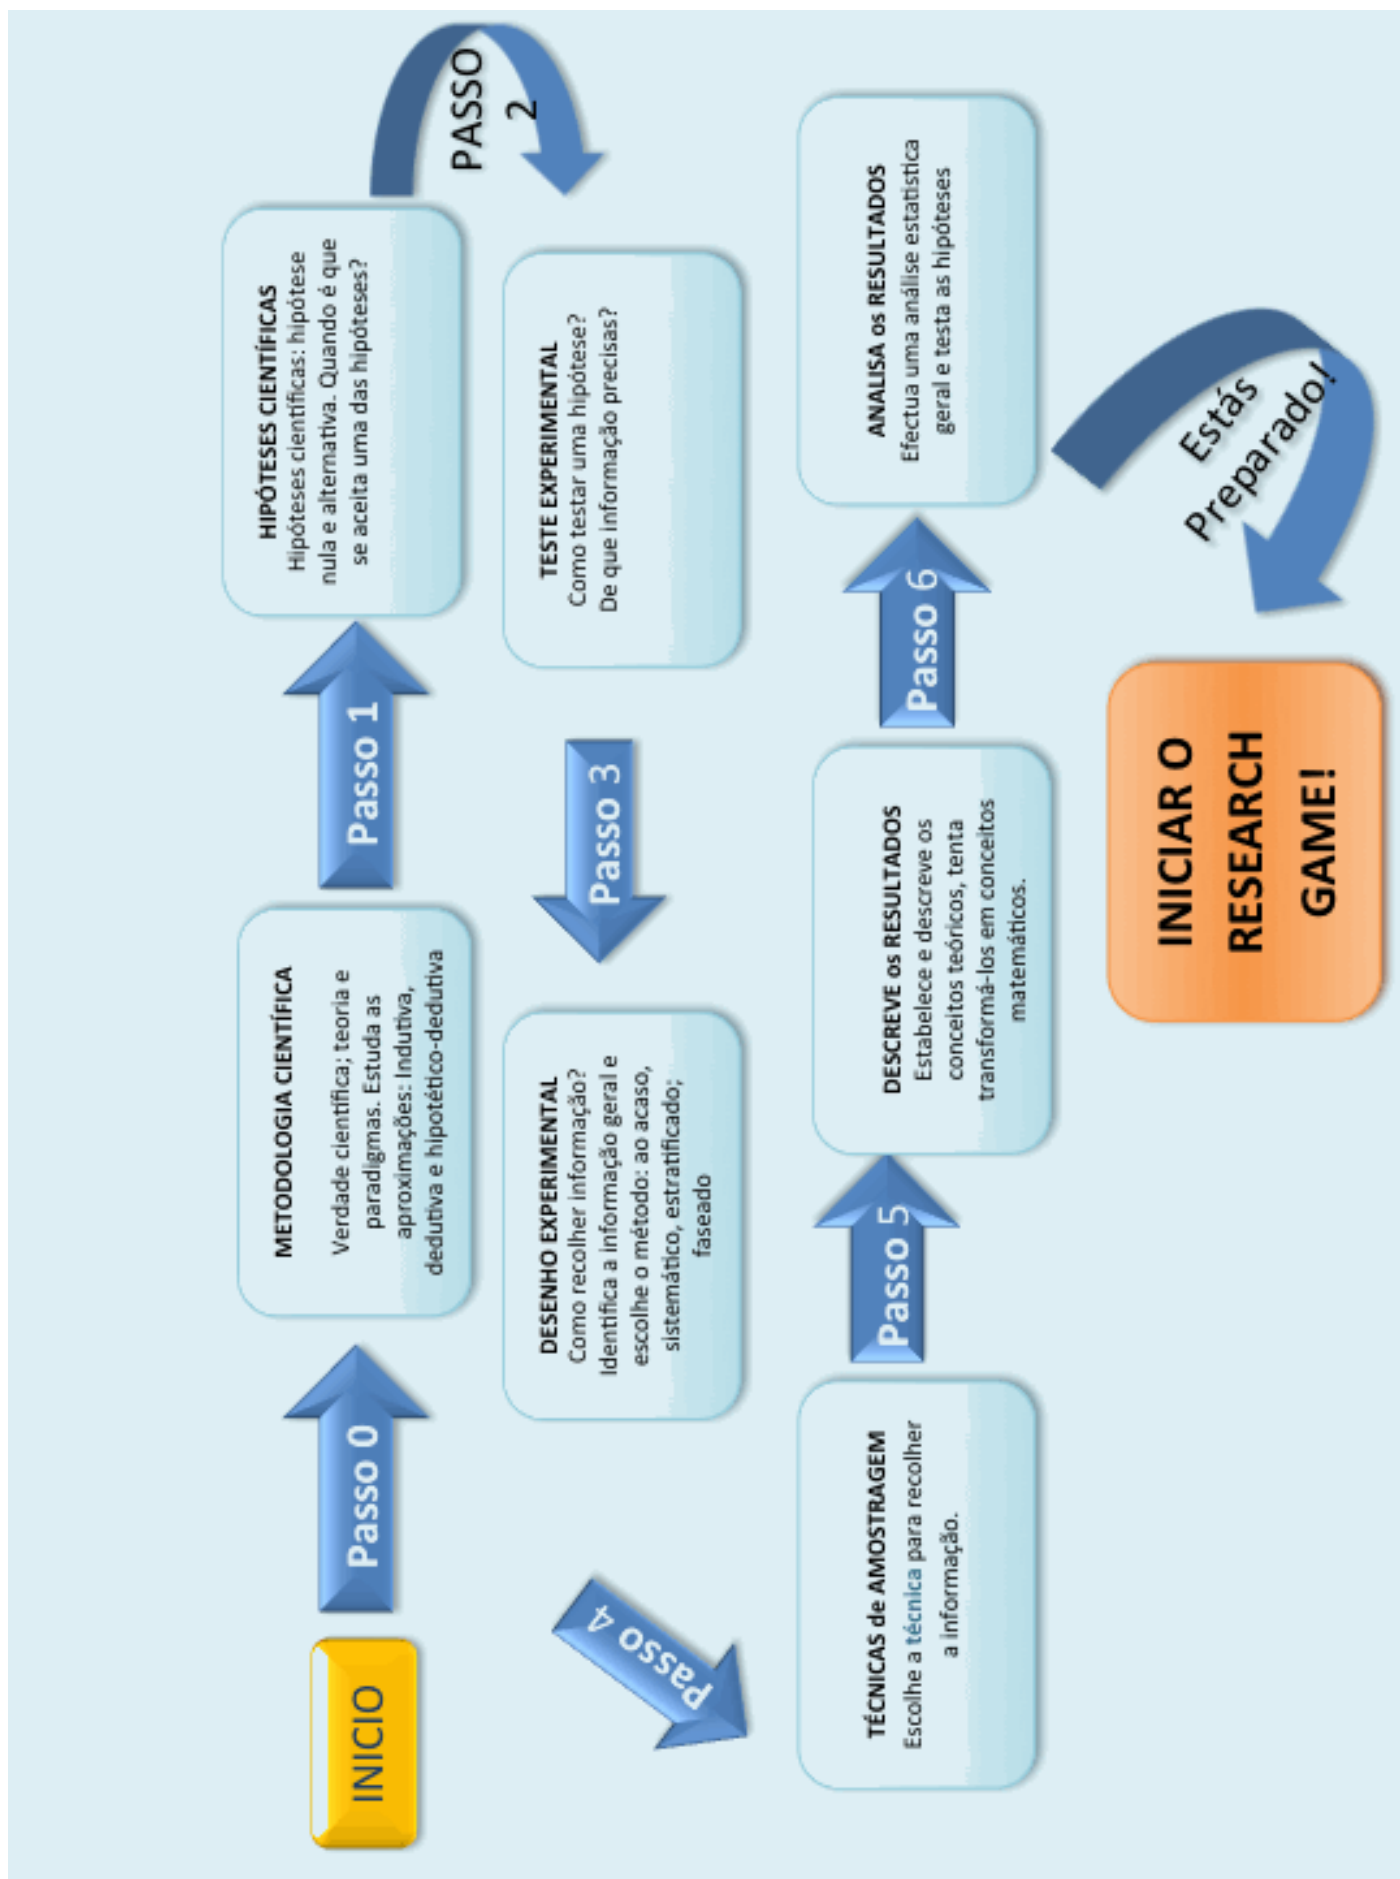 INICIO
Passo 0
METODOLOGIA CIENTÍFICA
Verdade científica; teoria e
paradigmas. Estuda as
aproximações: Indutiva,
dedutiva e hipotético-dedutiva
Passo 1
HIPÓTESES CIENTÍFICAS
Hipóteses científicas: hipótese
nula e alternativa. Quando é que
se aceita uma das hipóteses?
PASSO
2
TESTE EXPERIMENTAL
Como testar uma hipótese?
De que informação precisas?
Passo 3
DESENHO EXPERIMENTAL
Como recolher informação?
Identifica a informação geral e
escolhe o método: ao acaso,
sistemático, estratificado;
faseado
Passo 4
TÉCNICAS de AMOSTRAGEM
Escolhe a técnica para recolher
a informação.
Passo 5
DESCREVE os RESULTADOS
Estabelece e descreve os
conceitos teóricos, tenta
transformá-los em conceitos
matemáticos.
Passo 6
ANALISA os RESULTADOS
Efectua uma análise estatistica
geral e testa as hipóteses
Estás
Preparado!
INICIAR O
RESEARCH
GAME!